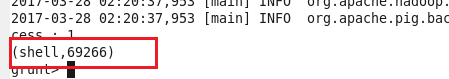 2017-03-28 02:20:37,953 [main] INFO  org.apache.hadoop.
2017-03-28 02:20:37,953 [main] INFO  org.apache.pig.bac
cess : 1
(shell,69266)
grunt>